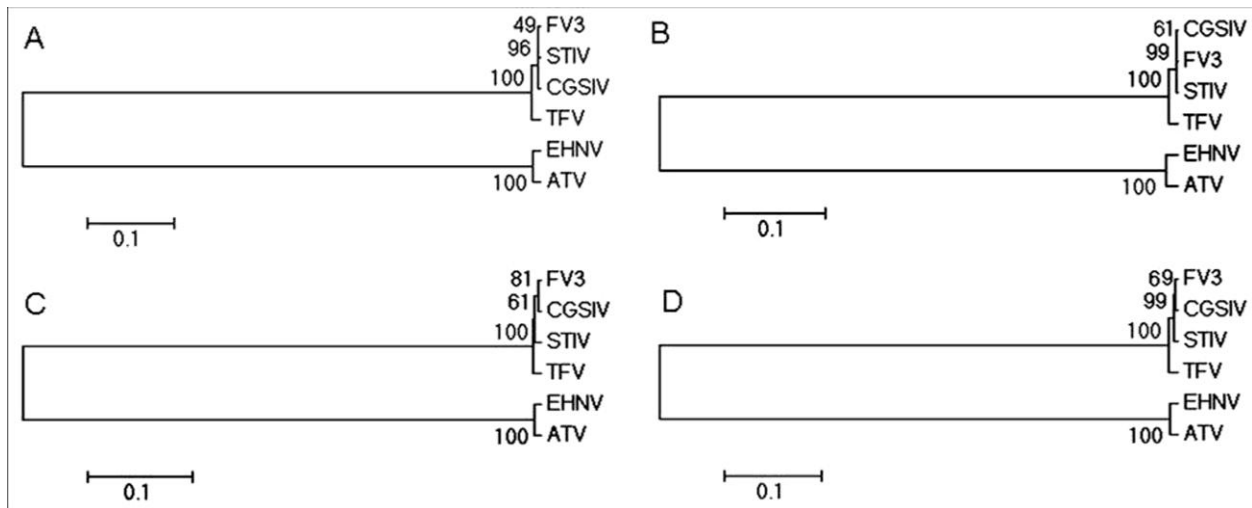 A
49 FV3
96 STIV
100 CGSIV
TFV
EHNV
100 ATV
0.1
B
61 CGSIV
99 FV3
100 STIV
TFV
EHNV
100 ATV
0.1
C
81 FV3
61 CGSIV
100 STIV
TFV
EHNV
100 ATV
0.1
D
69 FV3
99 CGSIV
100 STIV
TFV
EHNV
100 ATV
0.1